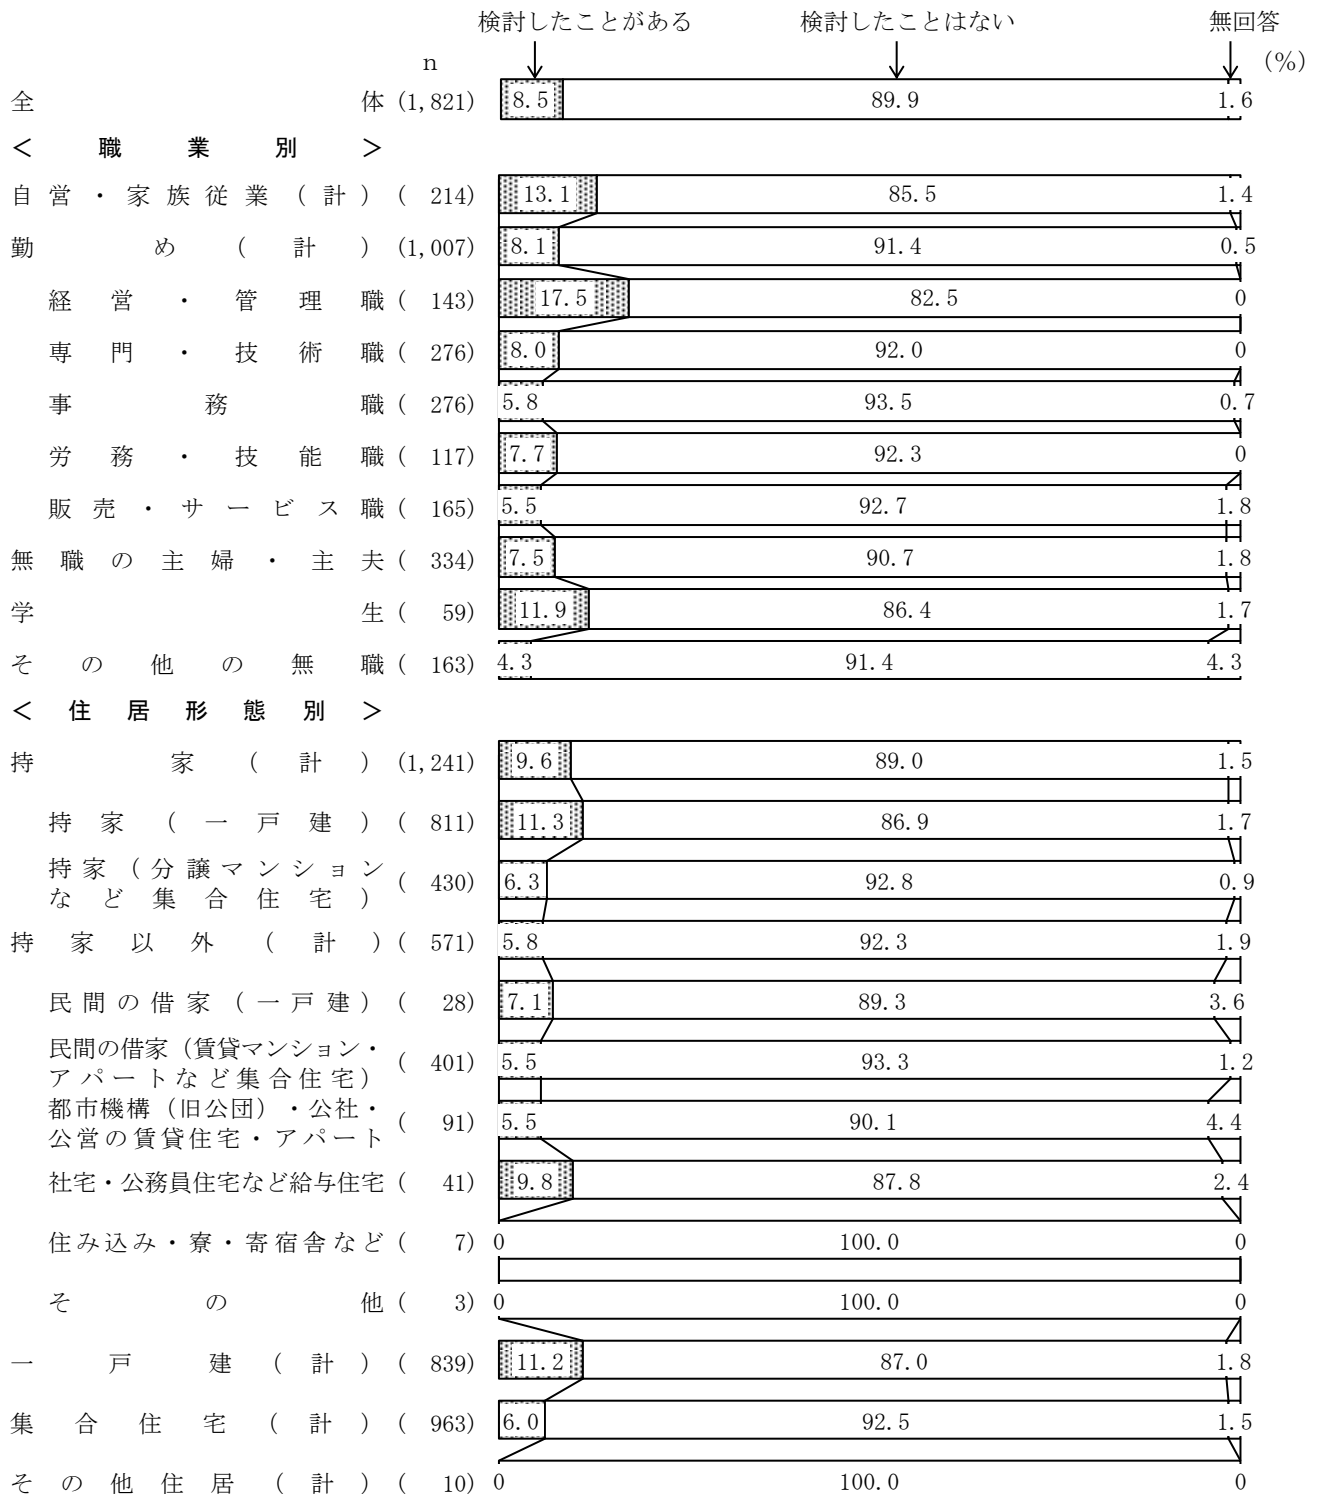 検討したことがある 検討したことはない 無回答
n (%)
全体 (1,821) 8.5 89.9 1.6
＜職業別＞
自営・家族従業（計） ( 214) 13.1 85.5 1.4
勤め（計） (1,007) 8.1 91.4 0.5
経営・管理職 ( 143) 17.5 82.5 0
専門・技術職 ( 276) 8.0 92.0 0
事務職 ( 276) 5.8 93.5 0.7
労務・技能職 ( 117) 7.7 92.3 0
販売・サービス職 ( 165) 5.5 92.7 1.8
無職の主婦・主夫 ( 334) 7.5 90.7 1.8
学生 ( 59) 11.9 86.4 1.7
その他の無職 ( 163) 4.3 91.4 4.3
＜住居形態別＞
持家（計） (1,241) 9.6 89.0 1.5
持家（一戸建） ( 811) 11.3 86.9 1.7
持家（分譲マンション
など集合住宅） ( 430) 6.3 92.8 0.9
持家以外（計） ( 571) 5.8 92.3 1.9
民間の借家（一戸建） ( 28) 7.1 89.3 3.6
民間の借家（賃貸マンション・
アパートなど集合住宅） ( 401) 5.5 93.3 1.2
都市機構（旧公団）・公社・
公営の賃貸住宅・アパート ( 91) 5.5 90.1 4.4
社宅・公務員住宅など給与住宅 ( 41) 9.8 87.8 2.4
住み込み・寮・寄宿舎など ( 7) 0 100.0 0
その他 ( 3) 0 100.0 0
一戸建（計） ( 839) 11.2 87.0 1.8
集合住宅（計） ( 963) 6.0 92.5 1.5
その他住居（計） ( 10) 0 100.0 0